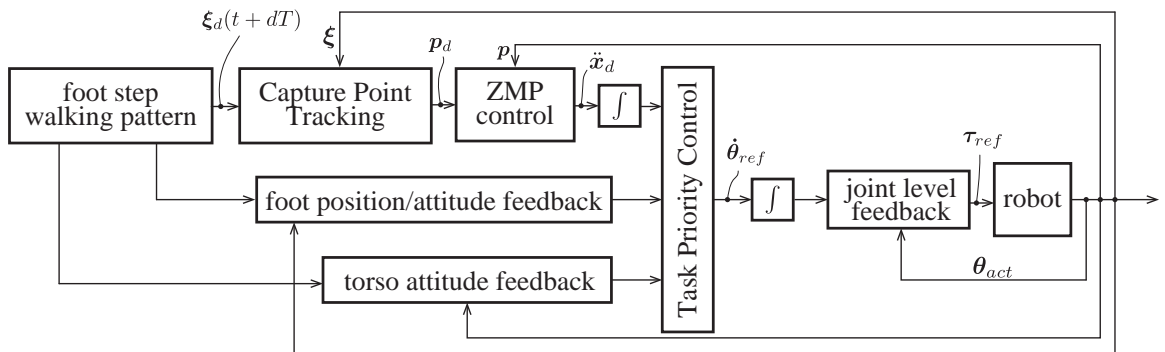 ξ_d(t + dT)
ξ
p_d
p
ẍ_d
foot step
walking pattern
Capture Point
Tracking
ZMP
control
∫
Task Priority Control
θ̇_ref
∫
joint level
feedback
τ_ref
robot
foot position/attitude feedback
torso attitude feedback
θ_act